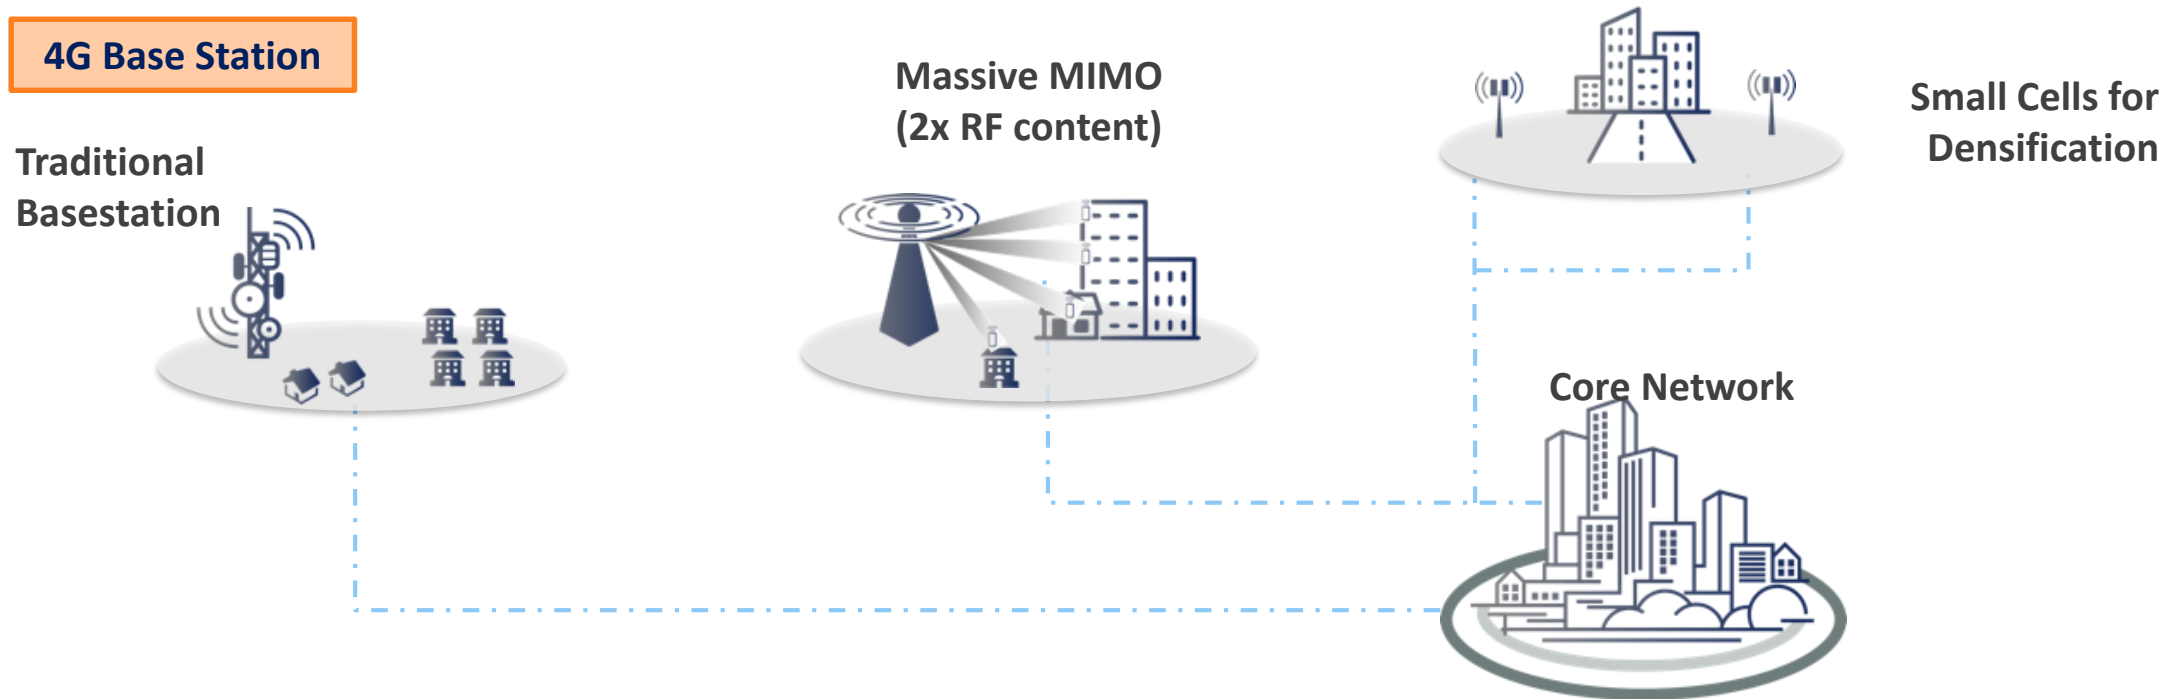 4G Base Station
Traditional
Basestation
Massive MIMO
(2x RF content)
Small Cells for
Densification
Core Network